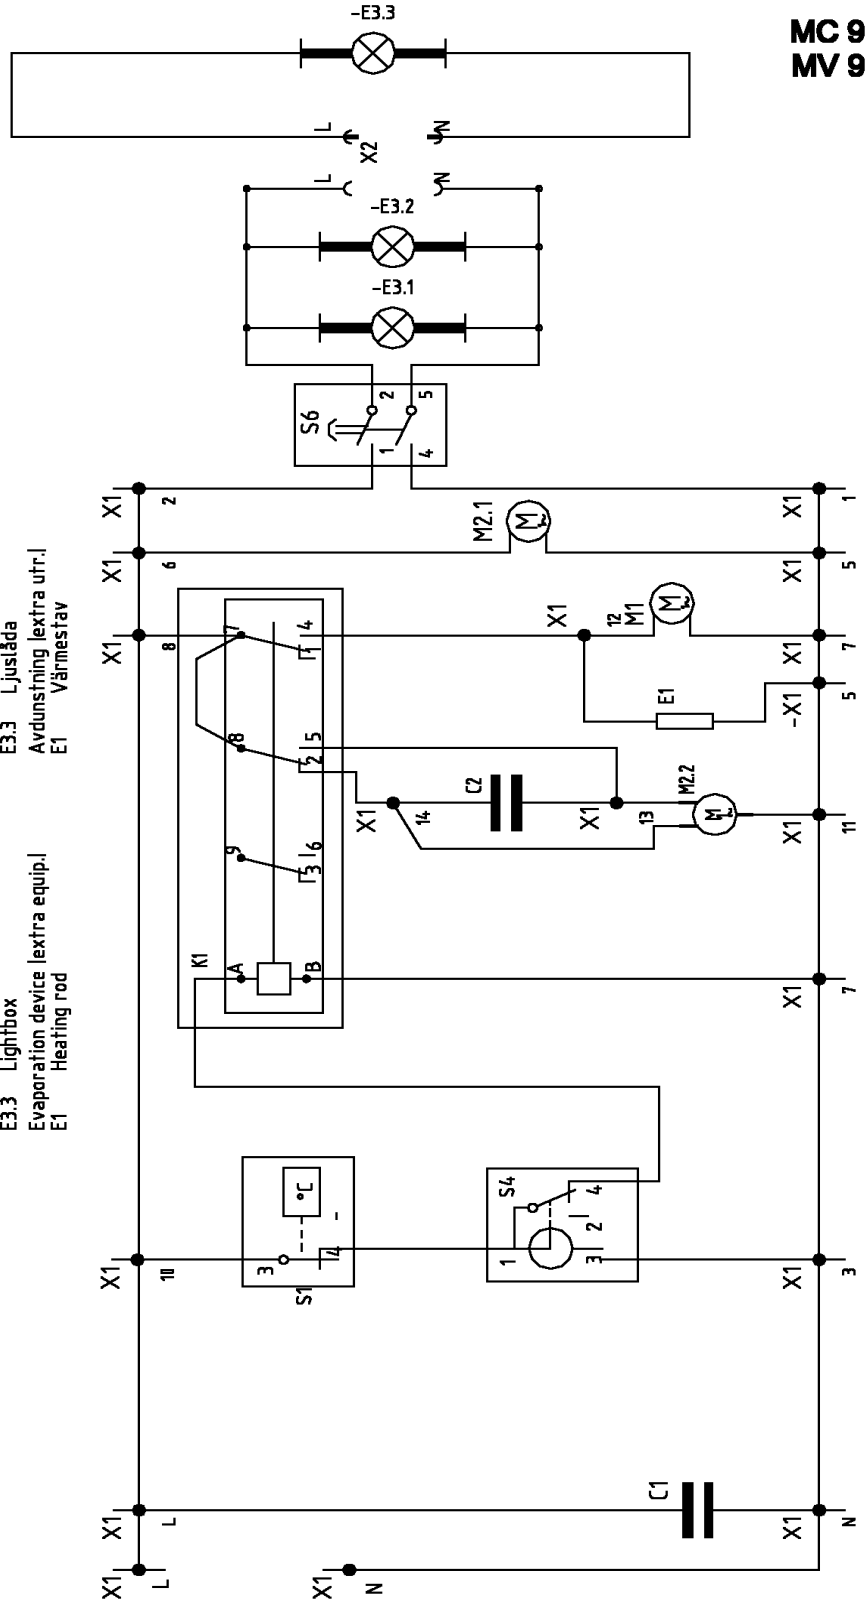 -E3.3
MC 9
MV 9
L
N
X2
L
N
-E3.2
-E3.1
S6
2
5
1
4
X1
2
X1
1
M2.1
M
X1
6
X1
5
E3.3 Ljuslåda
Avdunstning |extra utr.|
E1 Värmestav
X1
8
7
4
1
X1
12
M1
M
X1
7
E1
-X1
5
8
5
2
X1
14
C2
X1
13
M2.2
M
X1
11
9
6
3
K1
A
B
X1
7
E3.3 Lightbox
Evaporation device |extra equip.|
E1 Heating rod
°C
3
4
S1
X1
10
S4
1
2
4
3
X1
3
C1
X1
L
X1
N
X1
L
X1
N